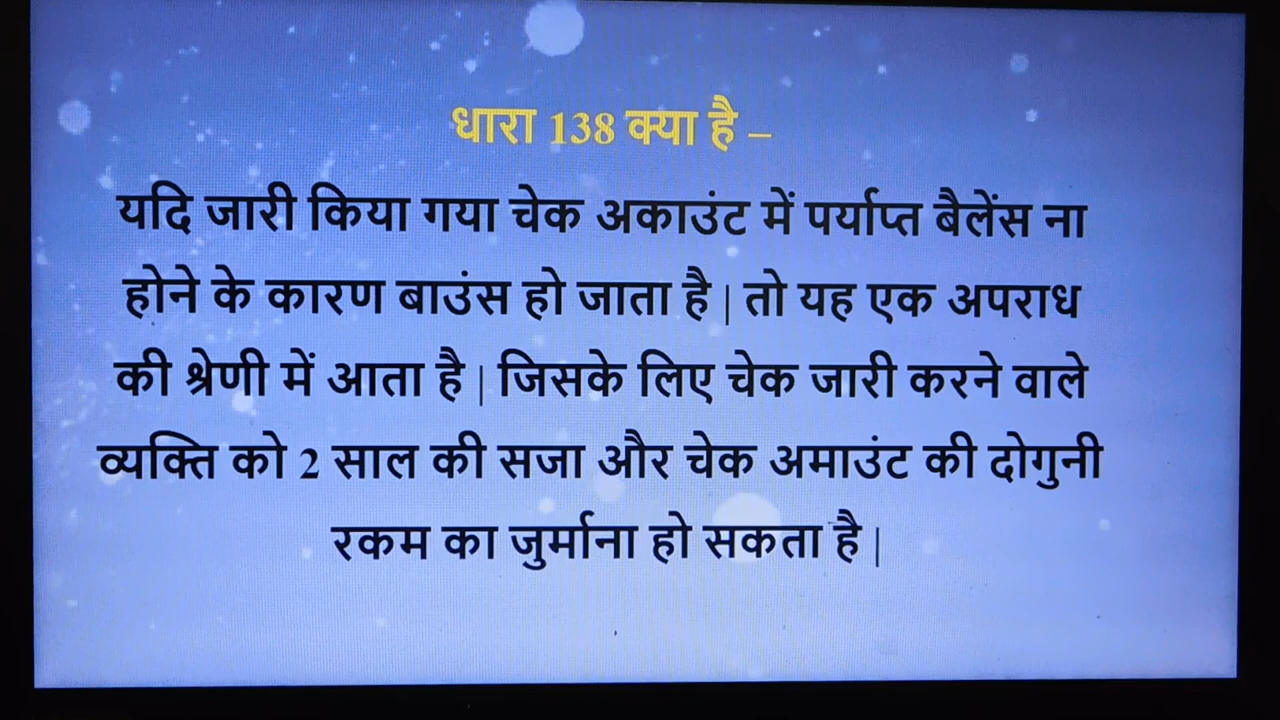 धारा 138 क्या है –
यदि जारी किया गया चेक अकाउंट में पर्याप्त बैलेंस ना
होने के कारण बाउंस हो जाता है | तो यह एक अपराध
की श्रेणी में आता है | जिसके लिए चेक जारी करने वाले
व्यक्ति को 2 साल की सजा और चेक अमाउंट की दोगुनी
रकम का जुर्माना हो सकता है |